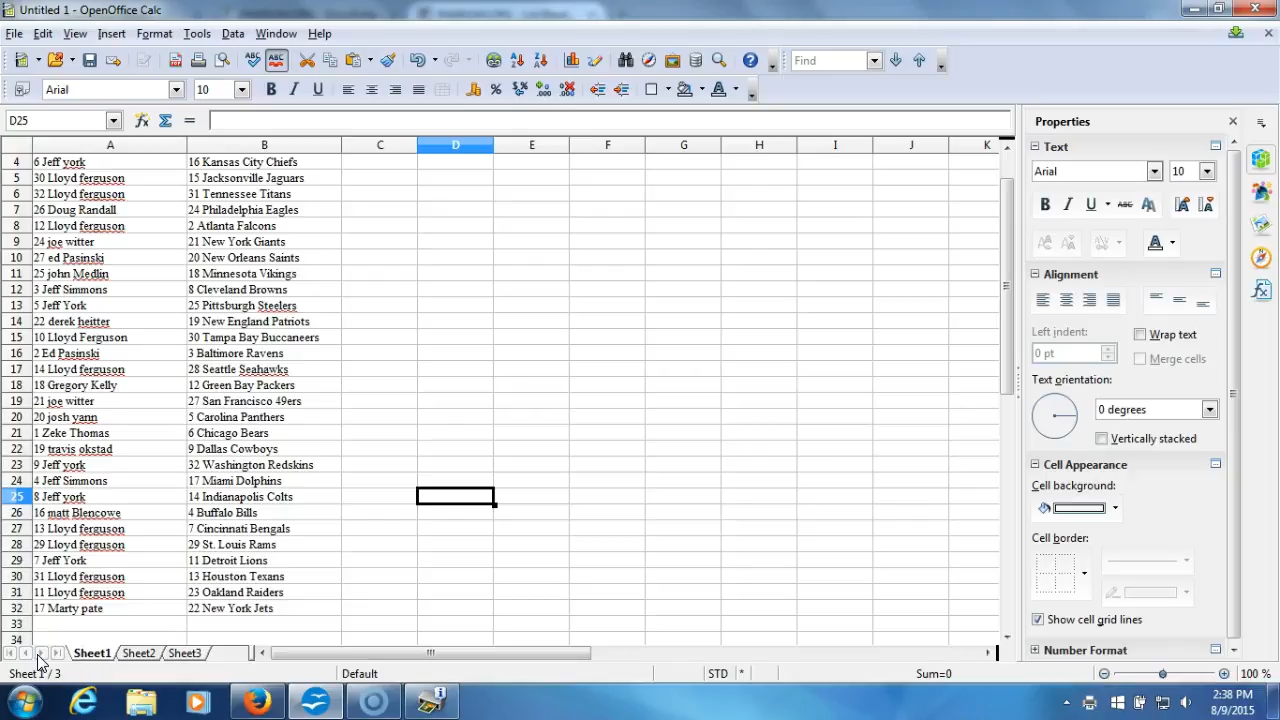 Untitled 1 - OpenOffice Calc
File Edit View Insert Format Tools Data Window Help
Find
Arial 10
D25
A B C D E F G H I J K
4 6 Jeff york 16 Kansas City Chiefs
5 30 Lloyd ferguson 15 Jacksonville Jaguars
6 32 Lloyd ferguson 31 Tennessee Titans
7 26 Doug Randall 24 Philadelphia Eagles
8 12 Lloyd ferguson 2 Atlanta Falcons
9 24 joe witter 21 New York Giants
10 27 ed Pasinski 20 New Orleans Saints
11 25 john Medlin 18 Minnesota Vikings
12 3 Jeff Simmons 8 Cleveland Browns
13 5 Jeff York 25 Pittsburgh Steelers
14 22 derek heitter 19 New England Patriots
15 10 Lloyd Ferguson 30 Tampa Bay Buccaneers
16 2 Ed Pasinski 3 Baltimore Ravens
17 14 Lloyd ferguson 28 Seattle Seahawks
18 18 Gregory Kelly 12 Green Bay Packers
19 21 joe witter 27 San Francisco 49ers
20 20 josh yann 5 Carolina Panthers
21 1 Zeke Thomas 6 Chicago Bears
22 19 travis okstad 9 Dallas Cowboys
23 9 Jeff york 32 Washington Redskins
24 4 Jeff Simmons 17 Miami Dolphins
25 8 Jeff york 14 Indianapolis Colts
26 16 matt Blencowe 4 Buffalo Bills
27 13 Lloyd ferguson 7 Cincinnati Bengals
28 29 Lloyd ferguson 29 St. Louis Rams
29 7 Jeff York 11 Detroit Lions
30 31 Lloyd ferguson 13 Houston Texans
31 11 Lloyd ferguson 23 Oakland Raiders
32 17 Marty pate 22 New York Jets
33
34
Sheet1 Sheet2 Sheet3
Sheet 1 / 3 Default STD * Sum=0 100 %
Properties
Text
Arial 10
Alignment
Left indent: Wrap text
0 pt Merge cells
Text orientation:
0 degrees
Vertically stacked
Cell Appearance
Cell background:
Cell border:
Show cell grid lines
Number Format
2:38 PM
8/9/2015